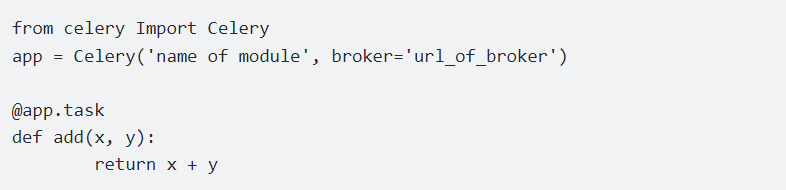 from celery Import Celery
app = Celery('name of module', broker='url_of_broker')
@app.task
def add(x, y):
return x + y